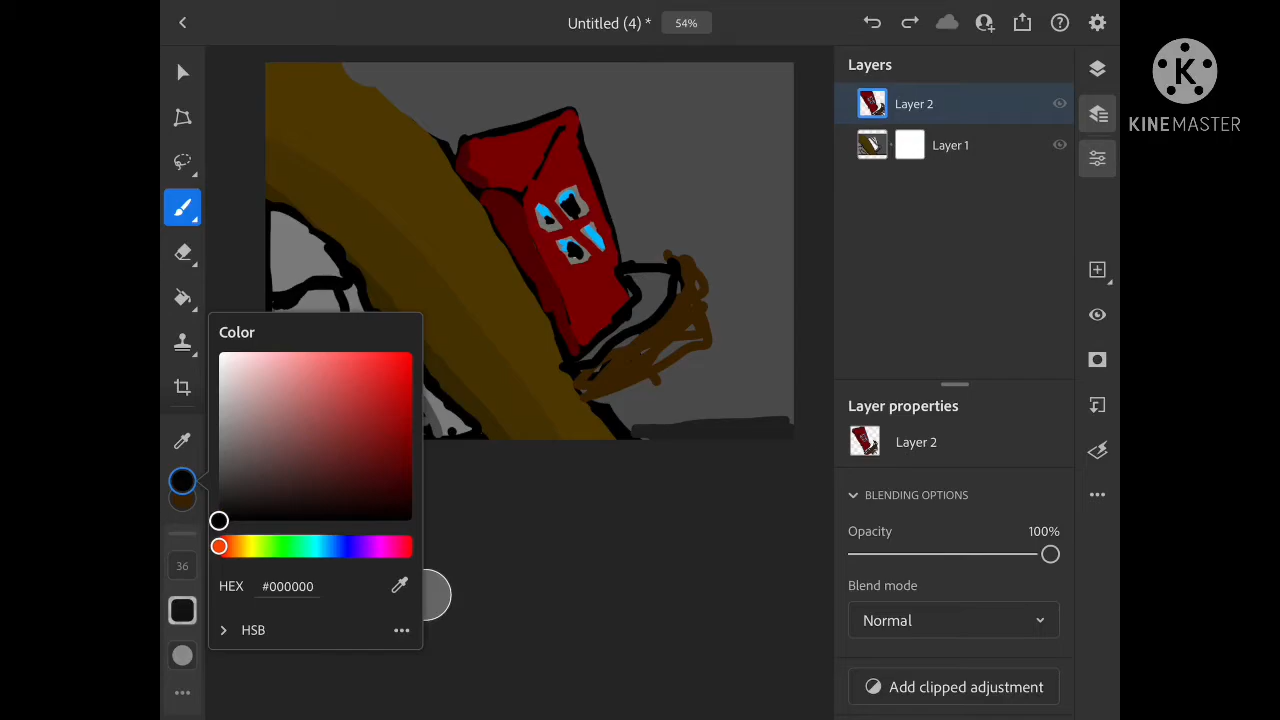 Untitled (4) *
54%
Layers
Layer 2
Layer 1
K
KINEMASTER
Color
HEX
#000000
HSB
36
Layer properties
Layer 2
BLENDING OPTIONS
Opacity
100%
Blend mode
Normal
Add clipped adjustment